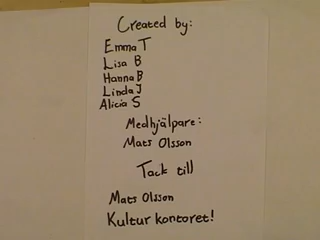 Created by:
Emma T
Lisa B
Hanna B
Linda J
Alicia S
Medhjälpare:
Mats Olsson
Tack till
Mats Olsson
Kultur kontoret!